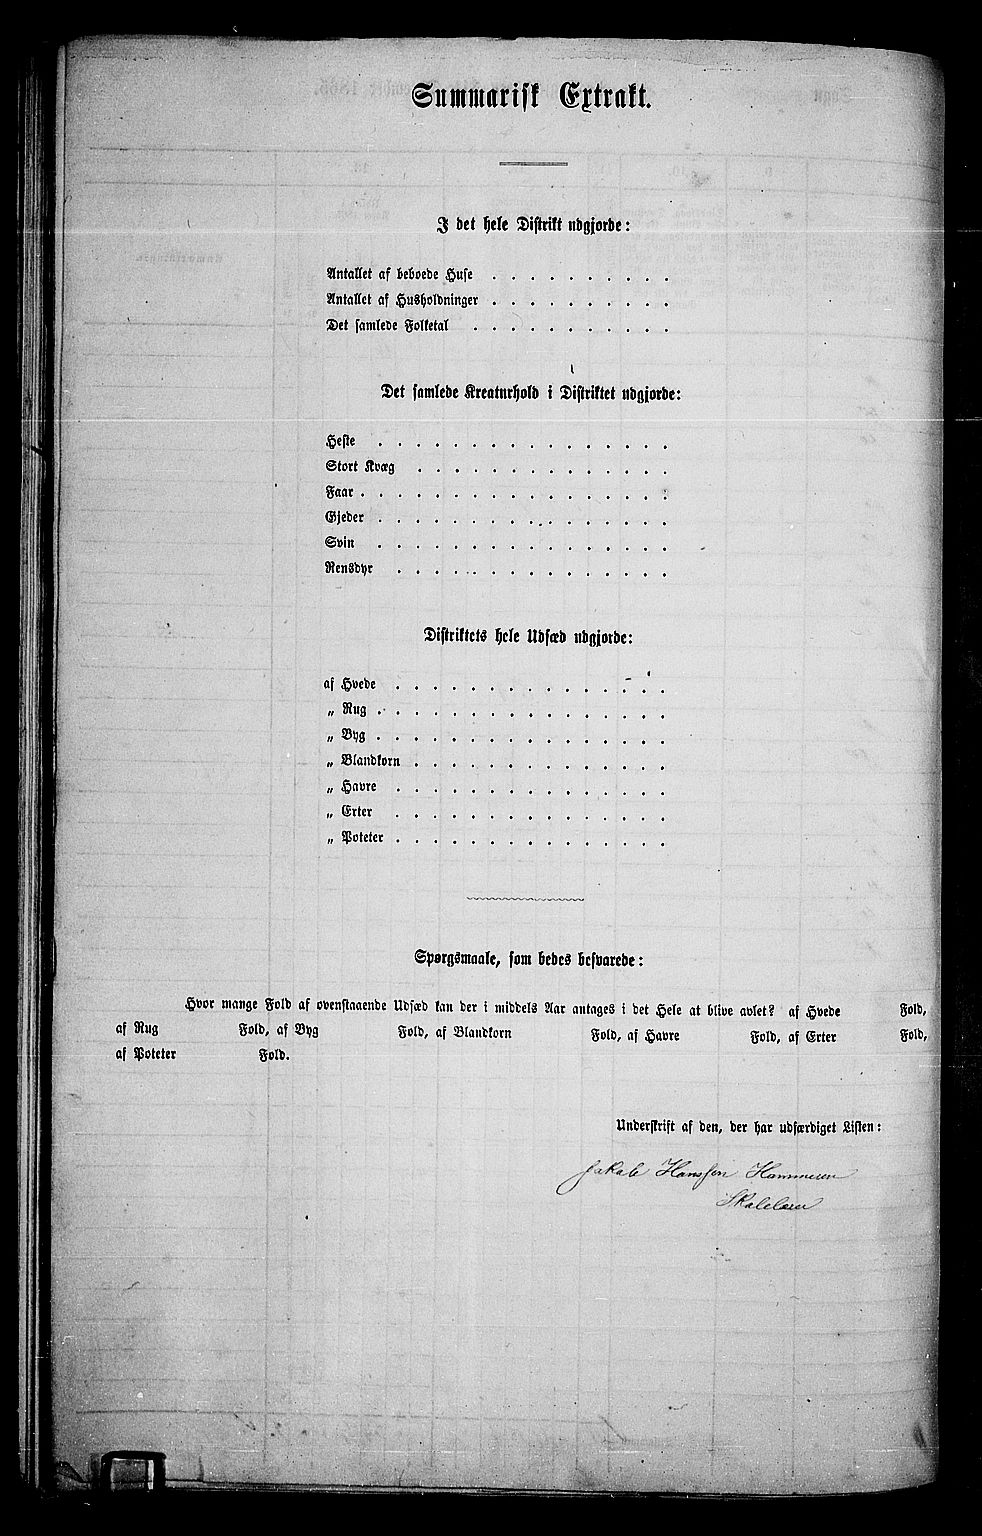 Summarisk Extrakt.
I det hele Distrikt udgjorde:
Antallet af beboede Huse . . . . . . . . . .
Antallet af Husholdninger . . . . . . . . . .
Det samlede Folketal . . . . . . . . . . .
Det samlede Kreaturhold i Distriktet udgjorde:
Heste . . . . . . . . . . . . . . . .
Stort Kvæg . . . . . . . . . . . . . .
Faar . . . . . . . . . . . . . . . . .
Gjeder . . . . . . . . . . . . . . . .
Svin . . . . . . . . . . . . . . . .
Rensdyr . . . . . . . . . . . . . . .
Distriktets hele Udsæd udgjorde:
af Hvede . . . . . . . . . . . . . . .
„ Rug . . . . . . . . . . . . . . . .
„ Byg . . . . . . . . . . . . . . . .
„ Blandkorn . . . . . . . . . . . . . .
„ Havre . . . . . . . . . . . . . . .
„ Erter . . . . . . . . . . . . . . .
„ Poteter . . . . . . . . . . . . . . .
Spørgsmaale, som bedes besvarede:
Hvor mange Fold af ovenstaaende Udsæd kan der i middels Aar antages i det Hele at blive avlet? af Hvede Fold,
af Rug Fold, af Byg Fold, af Blandkorn Fold, af Havre Fold, af Erter Fold,
af Poteter Fold.
Underskrift af den, der har udfærdiget Listen:
Jakob Hanssen Hammeren